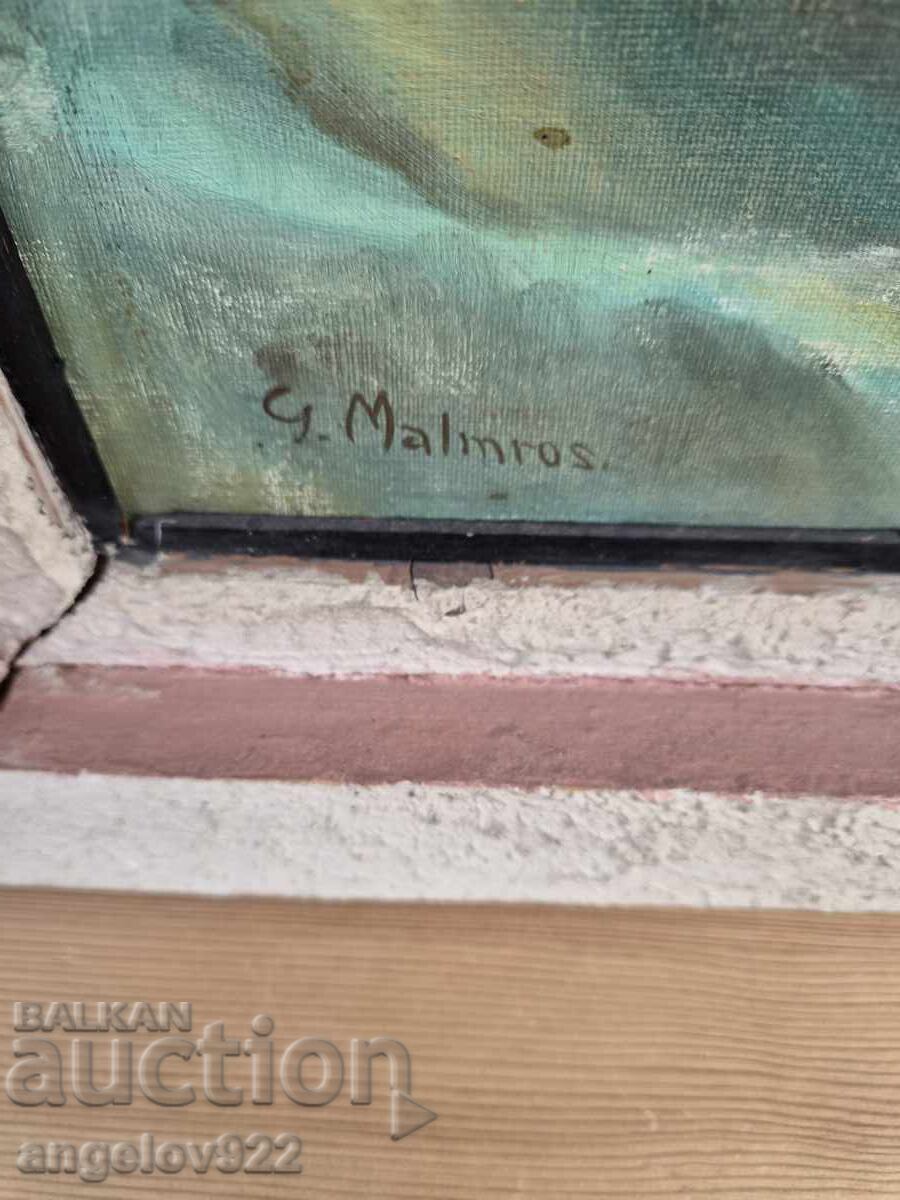 G. Malmros.
BALKAN
auction
angelov922